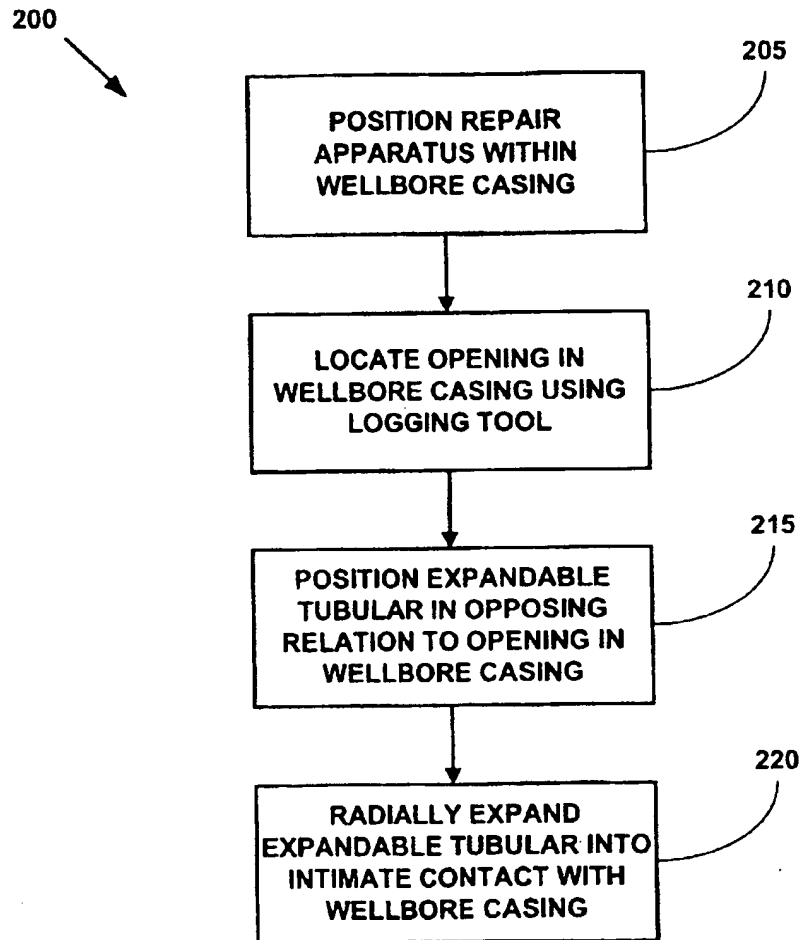 200
205
POSITION REPAIR
APPARATUS WITHIN
WELLBORE CASING
210
LOCATE OPENING IN
WELLBORE CASING USING
LOGGING TOOL
215
POSITION EXPANDABLE
TUBULAR IN OPPOSING
RELATION TO OPENING IN
WELLBORE CASING
220
RADIALLY EXPAND
EXPANDABLE TUBULAR INTO
INTIMATE CONTACT WITH
WELLBORE CASING